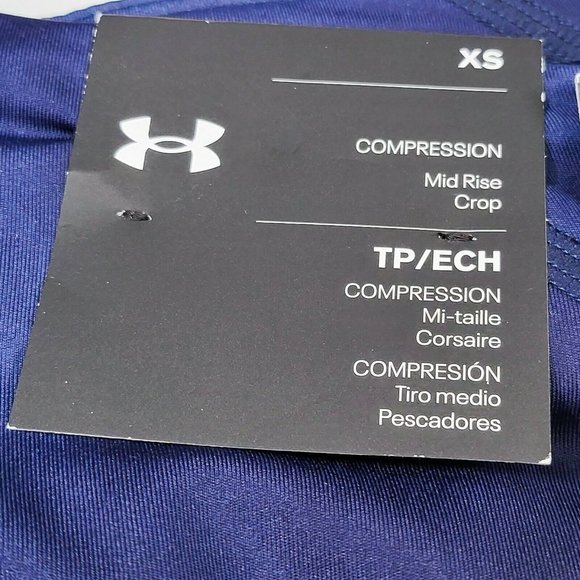 XS
COMPRESSION
Mid Rise
Crop
TP/ECH
COMPRESSION
Mi-taille
Corsaire
COMPRESIÓN
Tiro medio
Pescadores